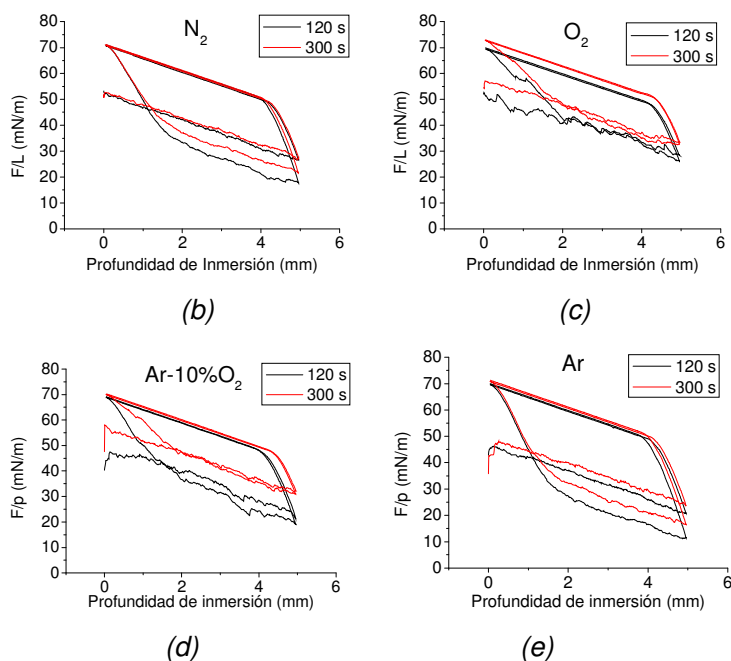 N2
120 s
300 s
F/L (mN/m)
80
70
60
50
40
30
20
10
0
-1 0 2 4 6
Profundidad de Inmersión (mm)
(b)
O2
120 s
300 s
F/L (mN/m)
80
70
60
50
40
30
20
10
0
0 2 4 6
Profundidad de Inmersión (mm)
(c)
Ar-10%O2
120 s
300 s
F/p (mN/m)
80
70
60
50
40
30
20
10
0
0 2 4 6
Profundidad de inmersión (mm)
(d)
Ar
120 s
300 s
F/p (mN/m)
80
70
60
50
40
30
20
10
0
0 2 4 6
Profundidad de inmersión (mm)
(e)